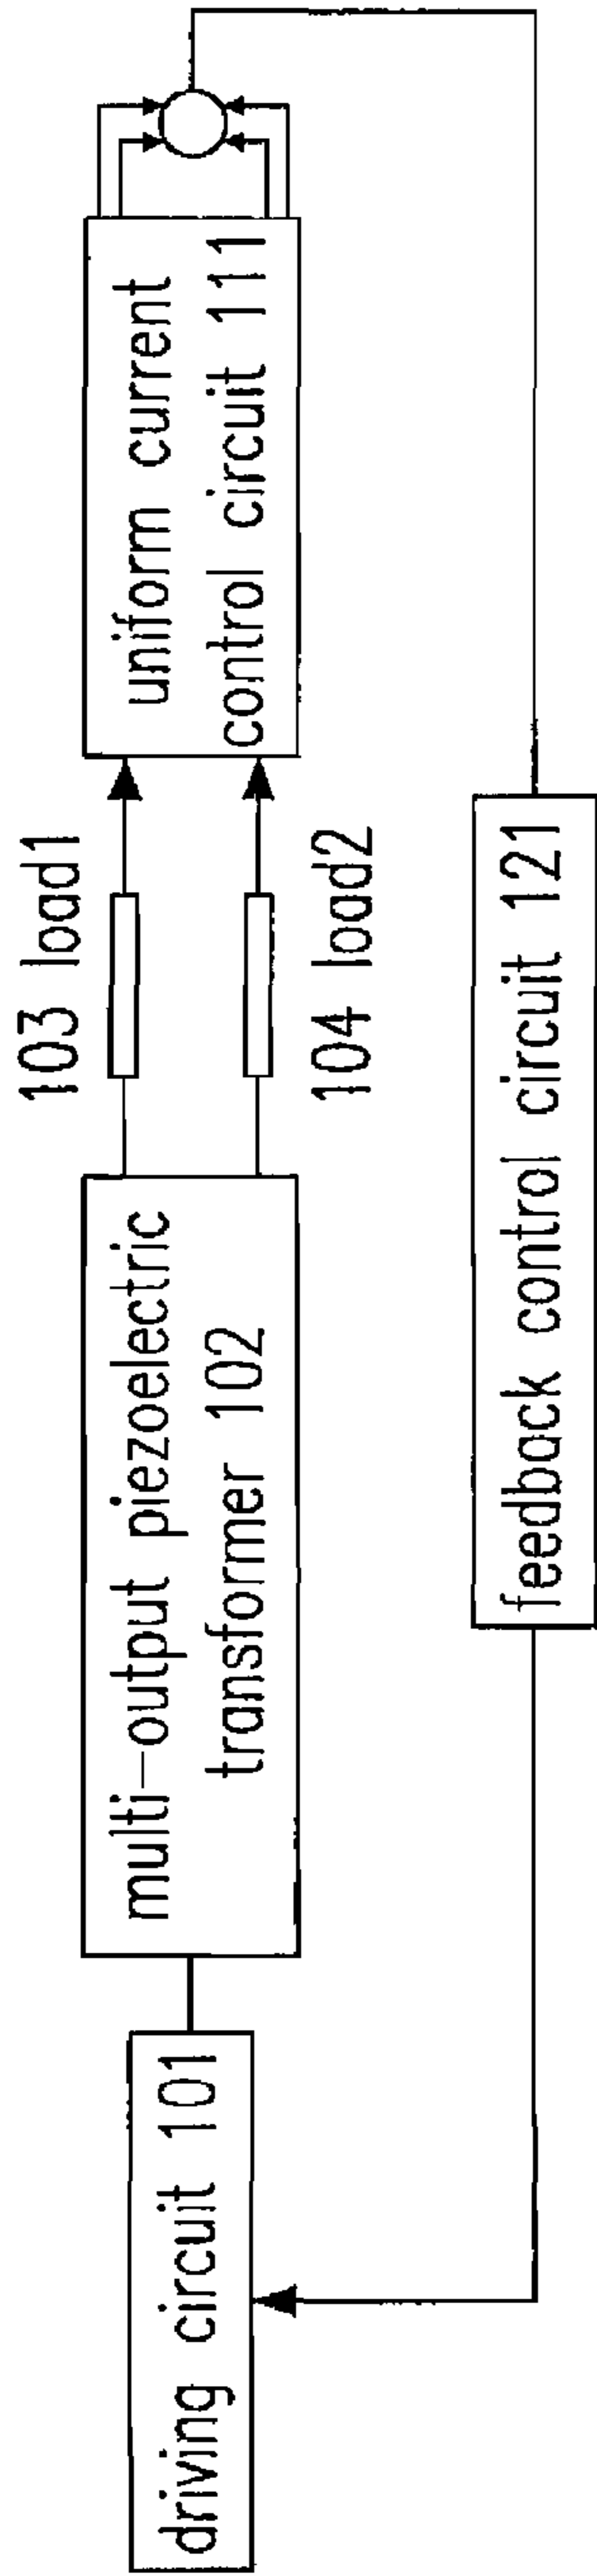 driving circuit 101
multi-output piezoelectric
transformer 102
103 load1
104 load2
uniform current
control circuit 111
feedback control circuit 121